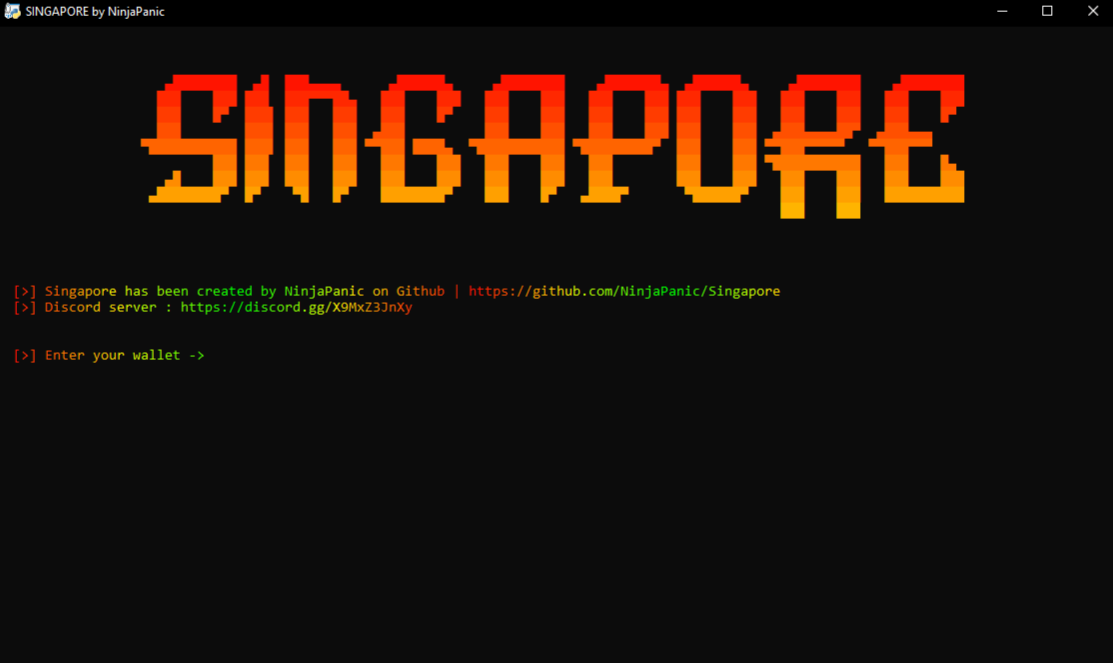 SINGAPORE by NinjaPanic
SINGAPORE
[>] Singapore has been created by NinjaPanic on Github | https://github.com/NinjaPanic/Singapore
[>] Discord server : https://discord.gg/X9MxZ3JnXy
[>] Enter your wallet ->